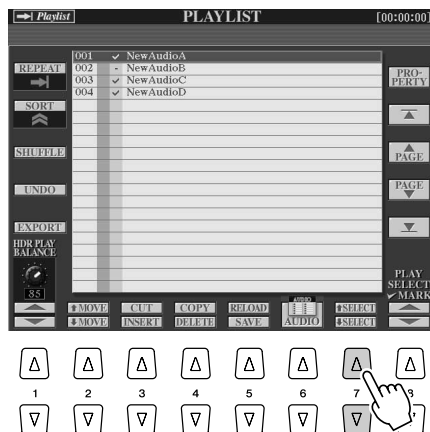 Playlist PLAYLIST [00:00:00]
001 ✓ NewAudioA
002 - NewAudioB
003 ✓ NewAudioC
004 ✓ NewAudioD
REPEAT
SORT
SHUFFLE
UNDO
EXPORT
HDR PLAY
BALANCE
85
PRO-
PERTY
PAGE
PAGE
PLAY
SELECT
✓ MARK
MOVE CUT COPY RELOAD AUDIO SELECT
MOVE INSERT DELETE SAVE AUDIO SELECT
1 2 3 4 5 6 7 8